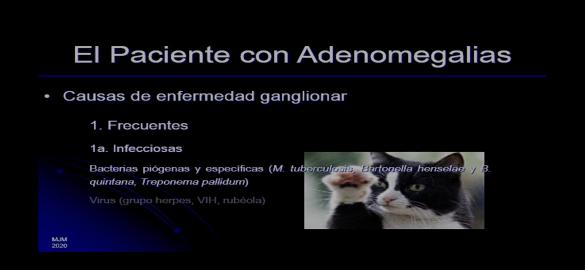 El Paciente con Adenomegalias
• Causas de enfermedad ganglionar
1. Frecuentes
1a. Infecciosas
Bacterias piógenas y específicas (M. tuberculosis, Bartonella henselae y B.
quintana, Treponema pallidum)
Virus (grupo herpes, VIH, rubéola)
MJM
2020